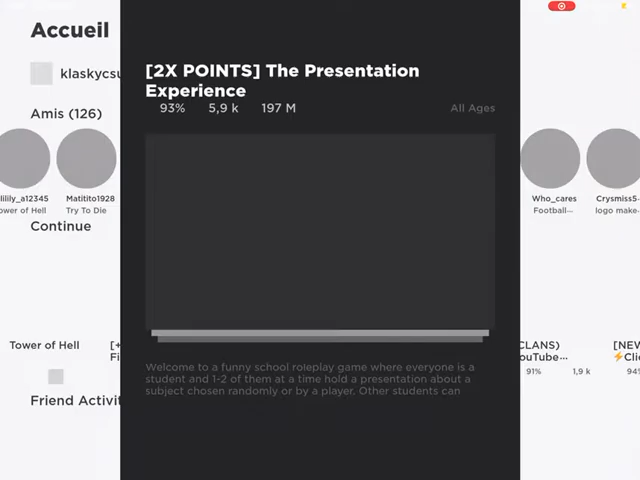 Accueil
klaskycsu
Amis (126)
lilily_a12345
Matitito1928
ower of Hell
Try To Die
Continue
Tower of Hell
[+
Fi
Friend Activit
[2X POINTS] The Presentation
Experience
93% 5,9 k 197 M
All Ages
Welcome to a funny school roleplay game where everyone is a
student and 1-2 of them at a time hold a presentation about a
subject chosen randomly or by a player. Other students can
Who_cares
Crysmiss5-
Football...
logo make-
CLANS)
ouTube...
91% 1,9 k
[NEW
⚡Clic
94%